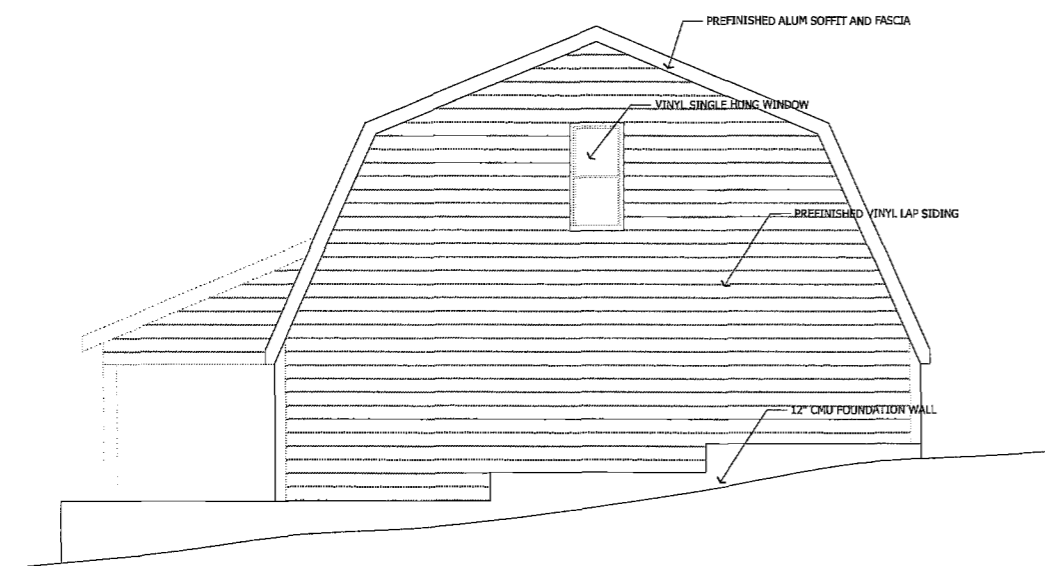 PREFINISHED ALUM SOFFIT AND FASCIA
VINYL SINGLE HUNG WINDOW
PREFINISHED VINYL LAP SIDING
12" CMU FOUNDATION WALL